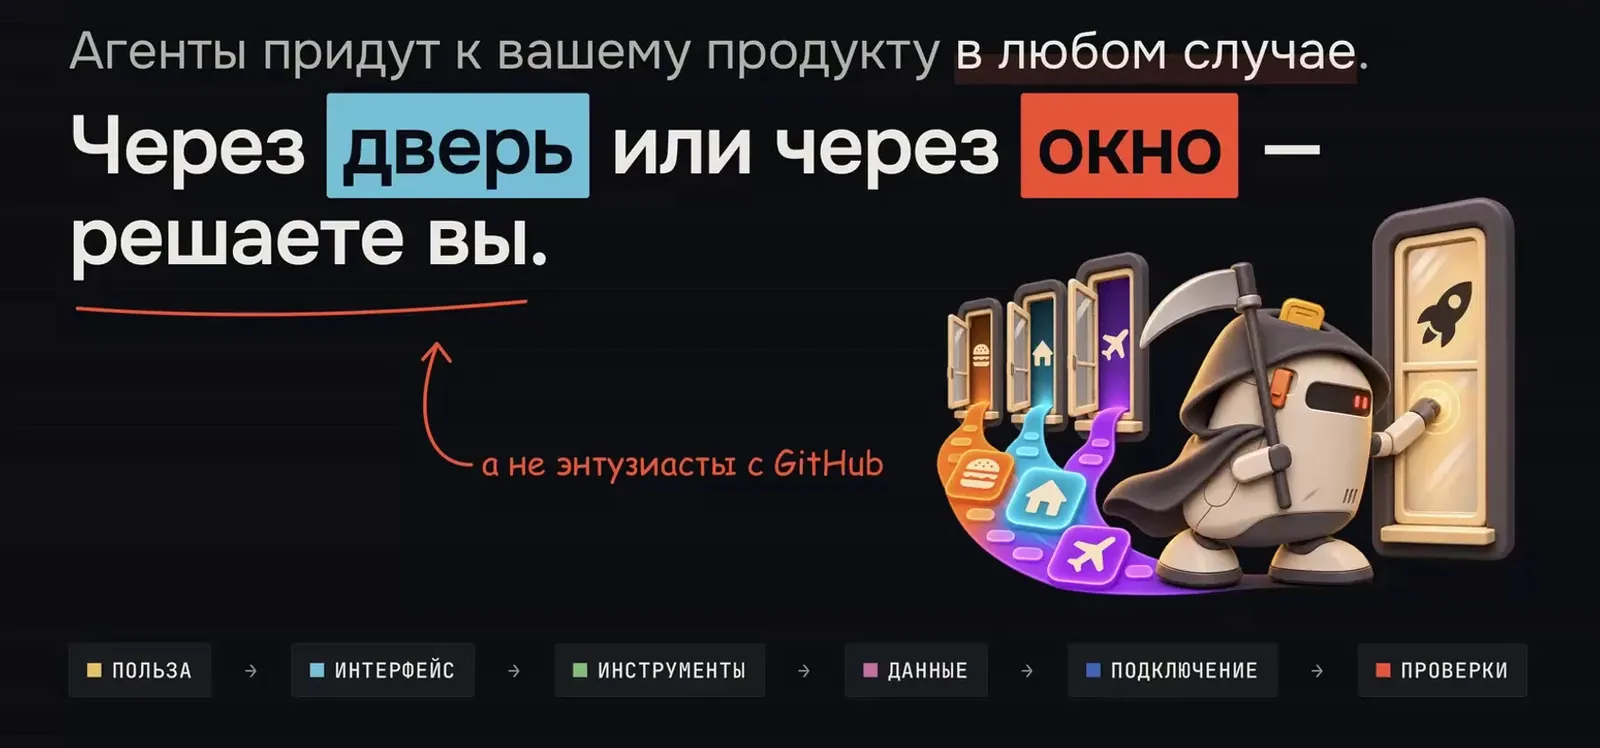 Агенты придут к вашему продукту в любом случае.
Через дверь или через окно —
решаете вы.
а не энтузиасты с GitHub
ПОЛЬЗА → ИНТЕРФЕЙС → ИНСТРУМЕНТЫ → ДАННЫЕ → ПОДКЛЮЧЕНИЕ → ПРОВЕРКИ